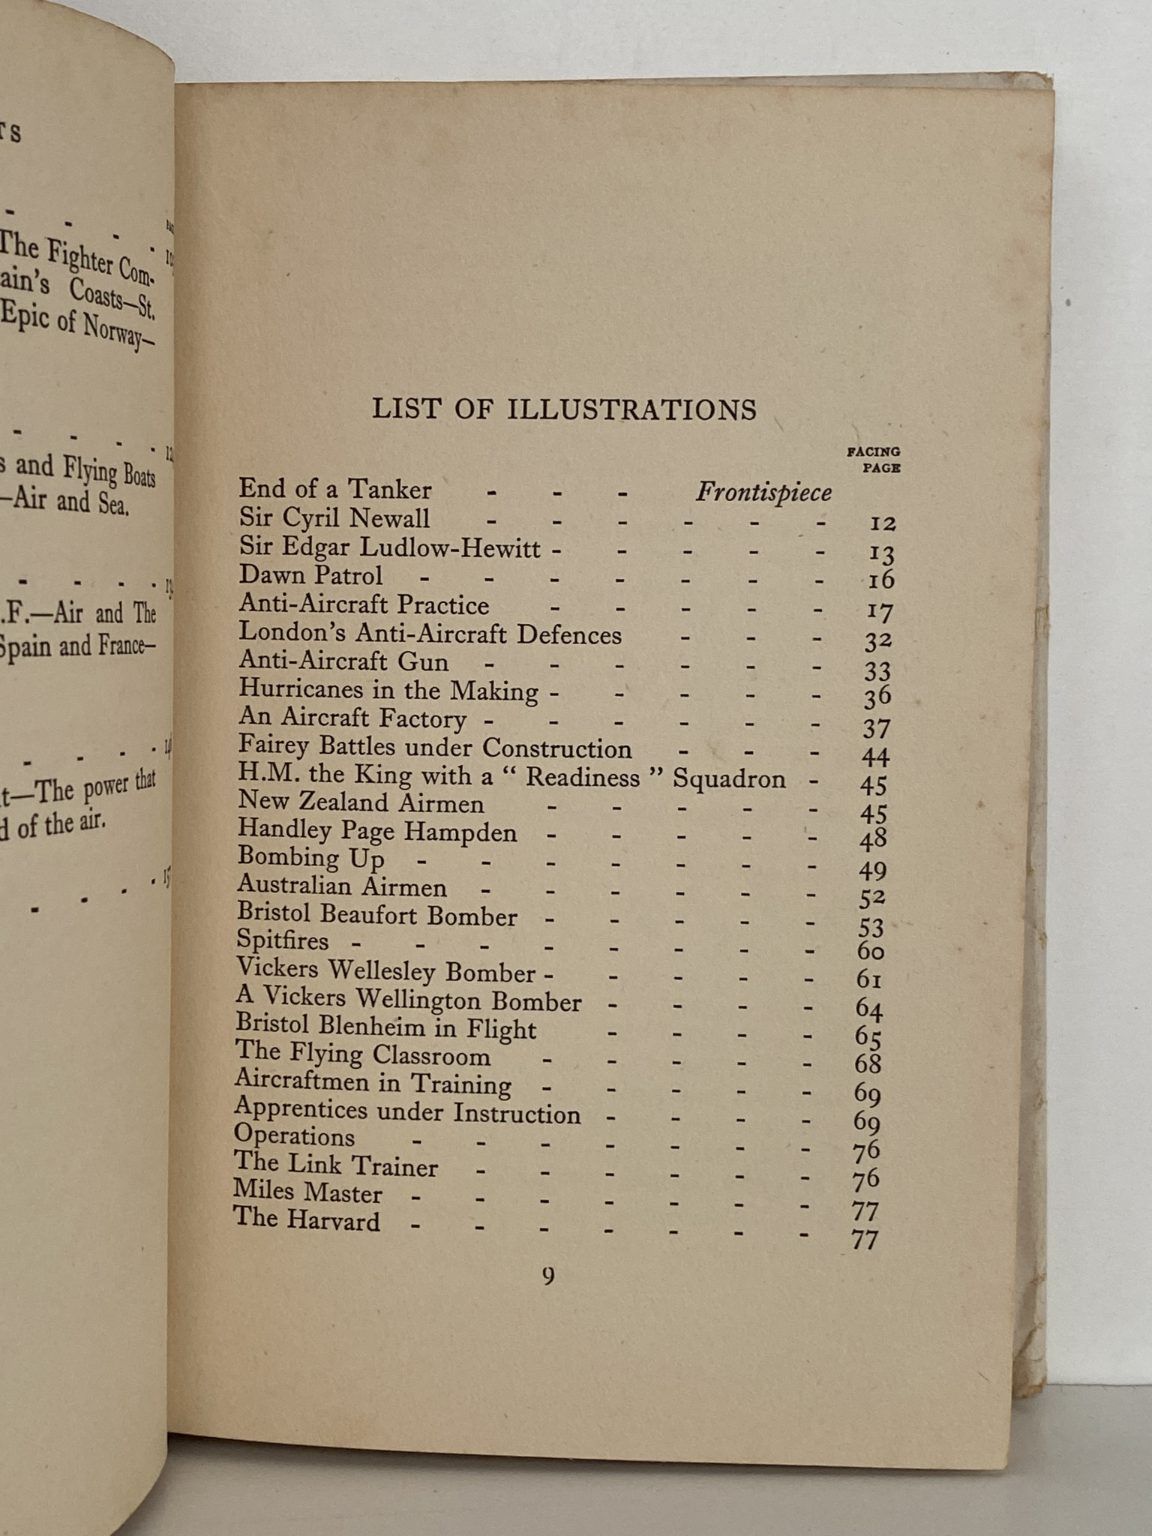 TS
The Fighter Com-
ain's Coasts—St.
Epic of Norway—
s and Flying Boats
—Air and Sea.
.F.—Air and The
Spain and France—
t—The power that
d of the air.
LIST OF ILLUSTRATIONS
FACING
PAGE
End of a Tanker - - - Frontispiece
Sir Cyril Newall - - - - - - 12
Sir Edgar Ludlow-Hewitt - - - - - 13
Dawn Patrol - - - - - - - 16
Anti-Aircraft Practice - - - - - 17
London's Anti-Aircraft Defences - - - 32
Anti-Aircraft Gun - - - - - - 33
Hurricanes in the Making - - - - - 36
An Aircraft Factory - - - - - - 37
Fairey Battles under Construction - - - 44
H.M. the King with a “ Readiness ” Squadron - 45
New Zealand Airmen - - - - - 45
Handley Page Hampden - - - - - 48
Bombing Up - - - - - - - 49
Australian Airmen - - - - - - 52
Bristol Beaufort Bomber - - - - - 53
Spitfires - - - - - - - - 60
Vickers Wellesley Bomber - - - - - 61
A Vickers Wellington Bomber - - - - 64
Bristol Blenheim in Flight - - - - 65
The Flying Classroom - - - - - 68
Aircraftmen in Training - - - - - 69
Apprentices under Instruction - - - - 69
Operations - - - - - - - 76
The Link Trainer - - - - - - 76
Miles Master - - - - - - - 77
The Harvard - - - - - - - 77
9